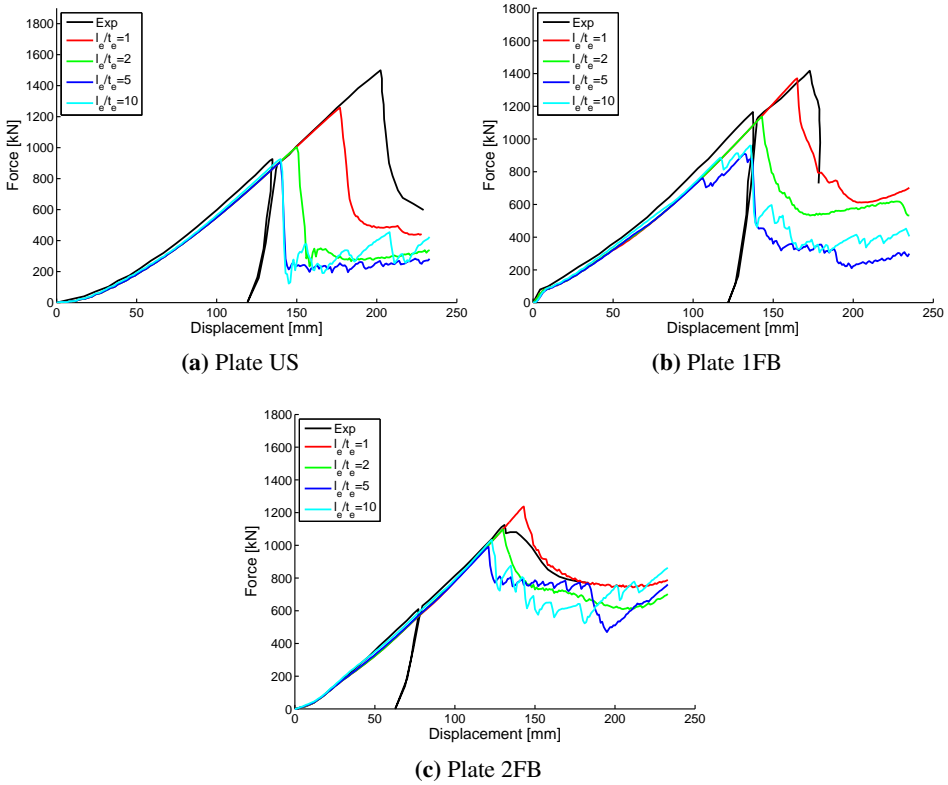 Exp
l_e/t_e=1
l_e/t_e=2
l_e/t_e=5
l_e/t_e=10
Force [kN]
1800
1600
1400
1200
1000
800
600
400
200
0
0 50 100 150 200 250
Displacement [mm]
(a) Plate US
Exp
l_e/t_e=1
l_e/t_e=2
l_e/t_e=5
l_e/t_e=10
Force [kN]
1800
1600
1400
1200
1000
800
600
400
200
0
0 50 100 150 200 250
Displacement [mm]
(b) Plate 1FB
Exp
l_e/t_e=1
l_e/t_e=2
l_e/t_e=5
l_e/t_e=10
Force [kN]
1800
1600
1400
1200
1000
800
600
400
200
0
0 50 100 150 200 250
Displacement [mm]
(c) Plate 2FB